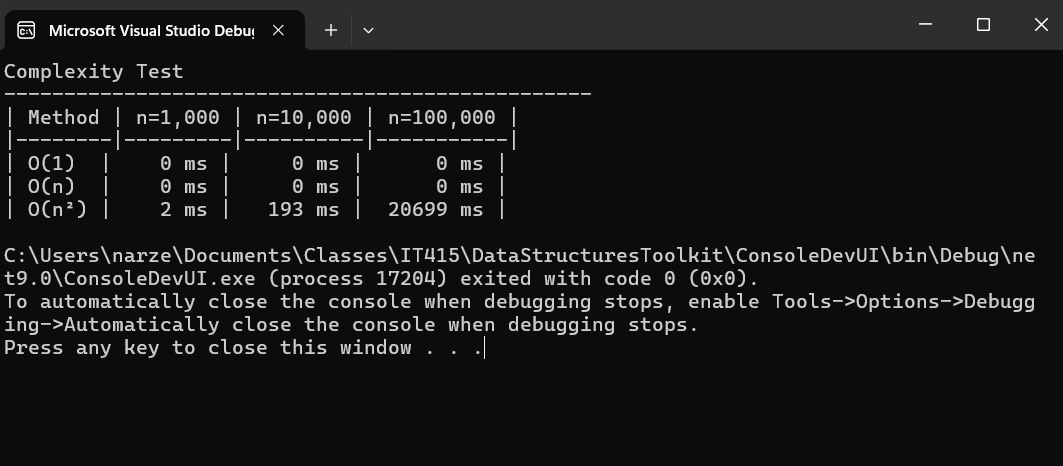 Microsoft Visual Studio Debu
Complexity Test
-------------------------------------------------
| Method | n=1,000 | n=10,000 | n=100,000 |
|--------|---------|----------|-----------|
| O(1)   |    0 ms |     0 ms |      0 ms |
| O(n)   |    0 ms |     0 ms |      0 ms |
| O(n²) |    2 ms |   193 ms |  20699 ms |
C:\Users\narze\Documents\Classes\IT415\DataStructuresToolkit\ConsoleDevUI\bin\Debug\ne
t9.0\ConsoleDevUI.exe (process 17204) exited with code 0 (0x0).
To automatically close the console when debugging stops, enable Tools->Options->Debugg
ing->Automatically close the console when debugging stops.
Press any key to close this window . . .